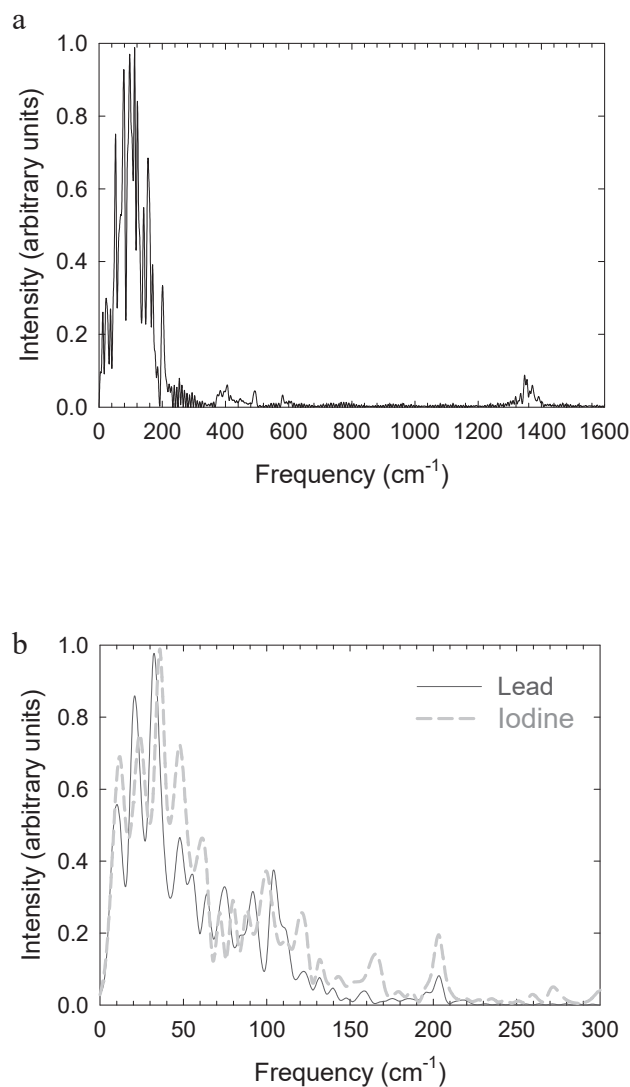 a
1.0
0.8
0.6
0.4
0.2
0.0
Intensity (arbitrary units)
0 200 400 600 800 1000 1200 1400 1600
Frequency (cm-1)
b
1.0
0.8
0.6
0.4
0.2
0.0
Intensity (arbitrary units)
Lead
Iodine
0 50 100 150 200 250 300
Frequency (cm-1)